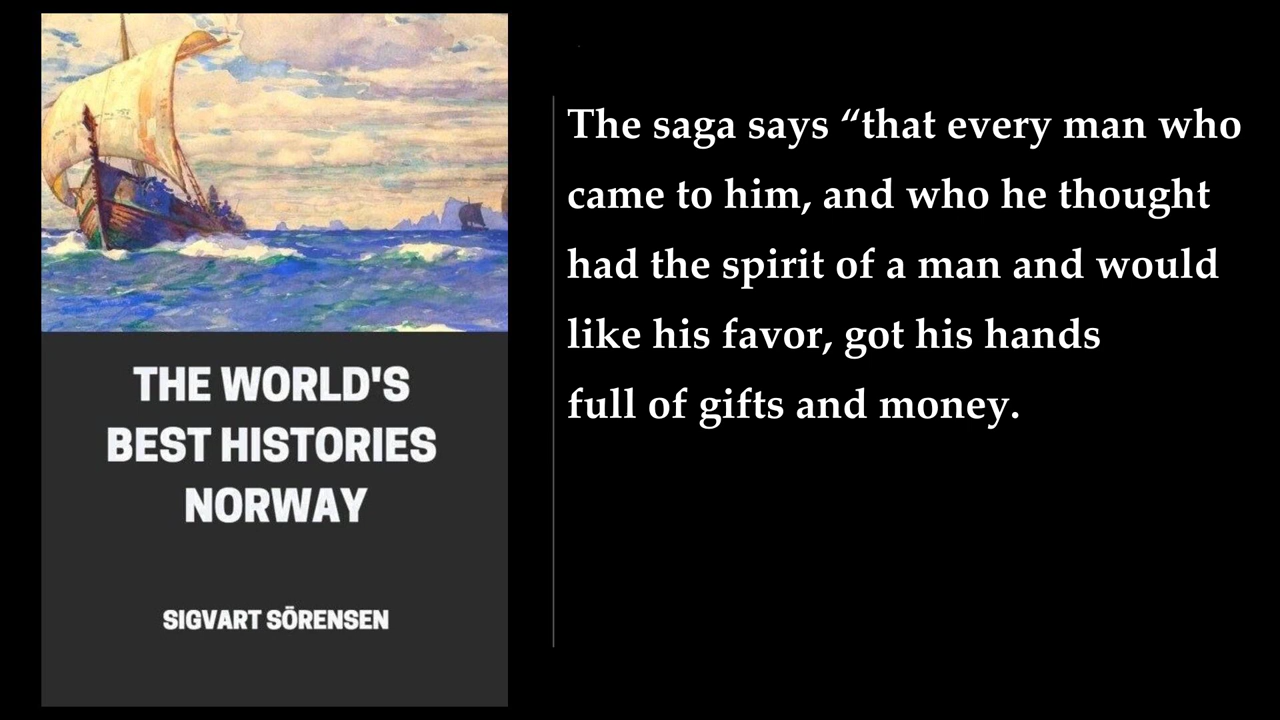 THE WORLD'S
BEST HISTORIES
NORWAY
SIGVART SÖRENSEN
The saga says “that every man who
came to him, and who he thought
had the spirit of a man and would
like his favor, got his hands
full of gifts and money.